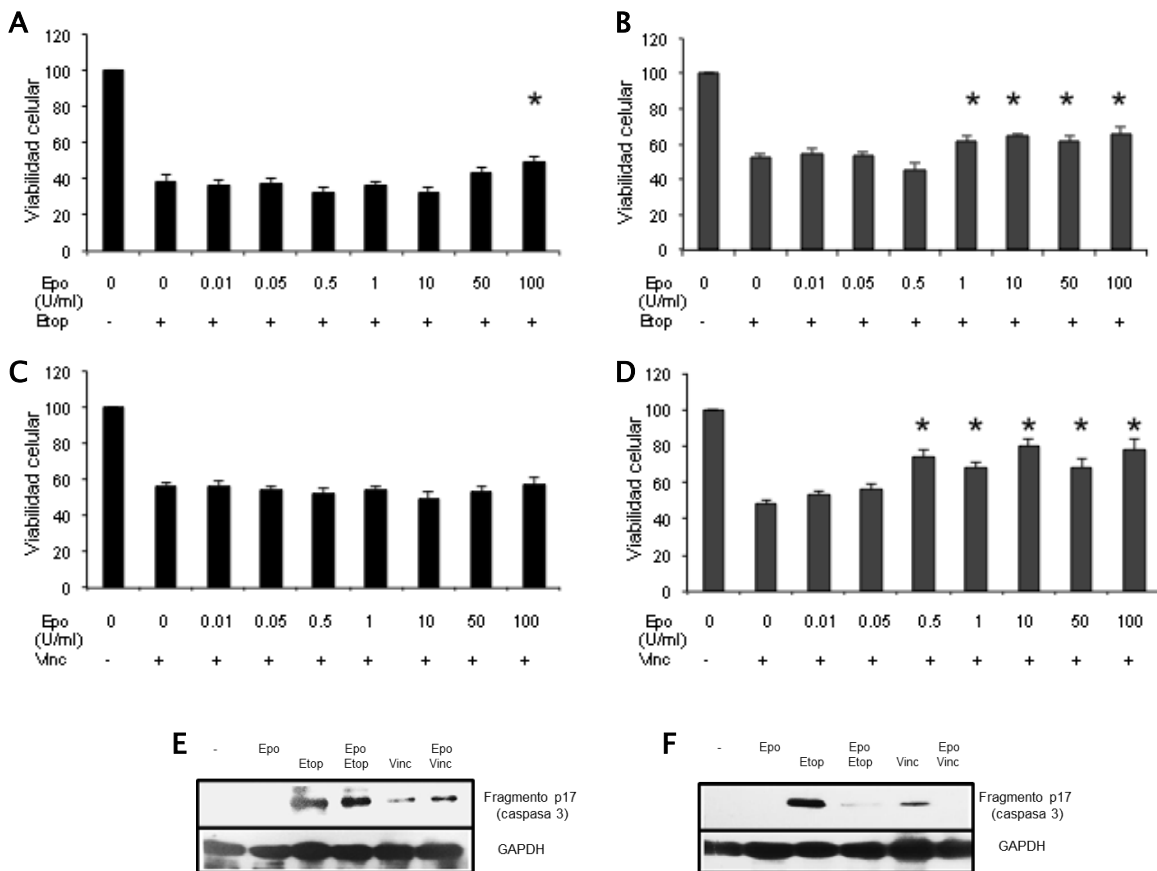 A
120
100
80
60
40
20
0
Viabilidad celular
*
Epo 0 0 0.01 0.05 0.5 1 10 50 100
(U/ml)
Etop - + + + + + + + +
B
120
100
80
60
40
20
0
Viabilidad celular
* * * *
Epo 0 0 0.01 0.05 0.5 1 10 50 100
(U/ml)
Etop - + + + + + + + +
C
120
100
80
60
40
20
0
Viabilidad celular
Epo 0 0 0.01 0.05 0.5 1 10 50 100
(U/ml)
Vinc - + + + + + + + +
D
120
100
80
60
40
20
0
Viabilidad celular
* * * * *
Epo 0 0 0.01 0.05 0.5 1 10 50 100
(U/ml)
Vinc - + + + + + + + +
E
- Epo Epo Epo
Etop Etop Vinc Vinc
Fragmento p17
(caspasa 3)
GAPDH
F
- Epo Epo Epo
Etop Etop Vinc Vinc
Fragmento p17
(caspasa 3)
GAPDH